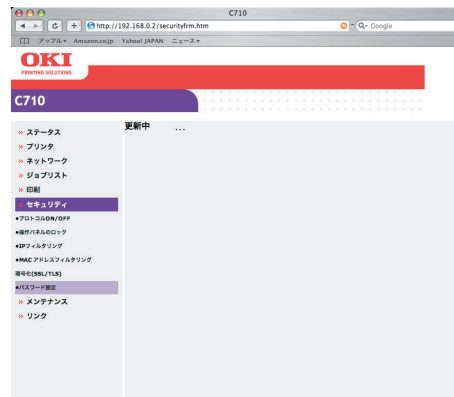 C710
http://192.168.0.2/securityfrm.htm
Google
アップル Amazon.co.jp Yahoo! JAPAN ニュース
OKI
PRINTING SOLUTIONS
C710
更新中 ...
ステータス
プリンタ
ネットワーク
ジョブリスト
印刷
セキュリティ
•プロトコルON/OFF
•操作パネルのロック
•IPフィルタリング
•MAC アドレスフィルタリング
暗号化(SSL/TLS)
•パスワード設定
メンテナンス
リンク